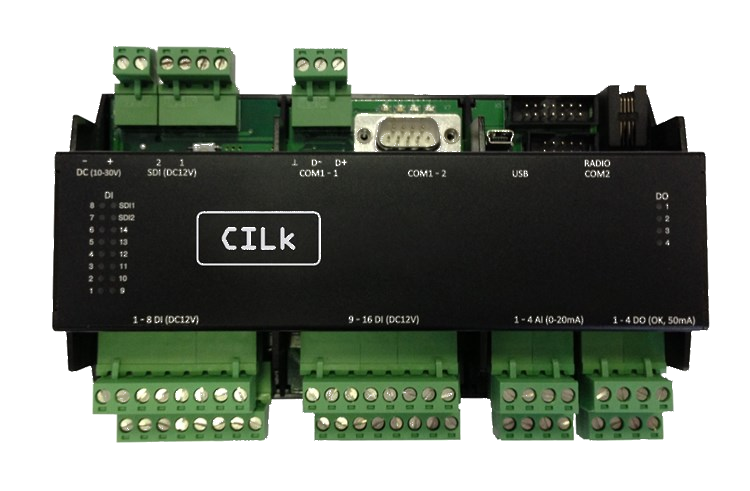 - + 2 1 ⊥ D- D+ RADIO
DC (10-30V) SDI (DC12V) COM1 - 1 COM1 - 2 USB COM2
DI DO
8 SDI1 1
7 SDI2 2
6 14 3
5 13 4
4 12
3 11
2 10
1 9
CILk
1 - 8 DI (DC12V) 9 - 16 DI (DC12V) 1 - 4 AI (0-20mA) 1 - 4 DO (OK, 50mA)